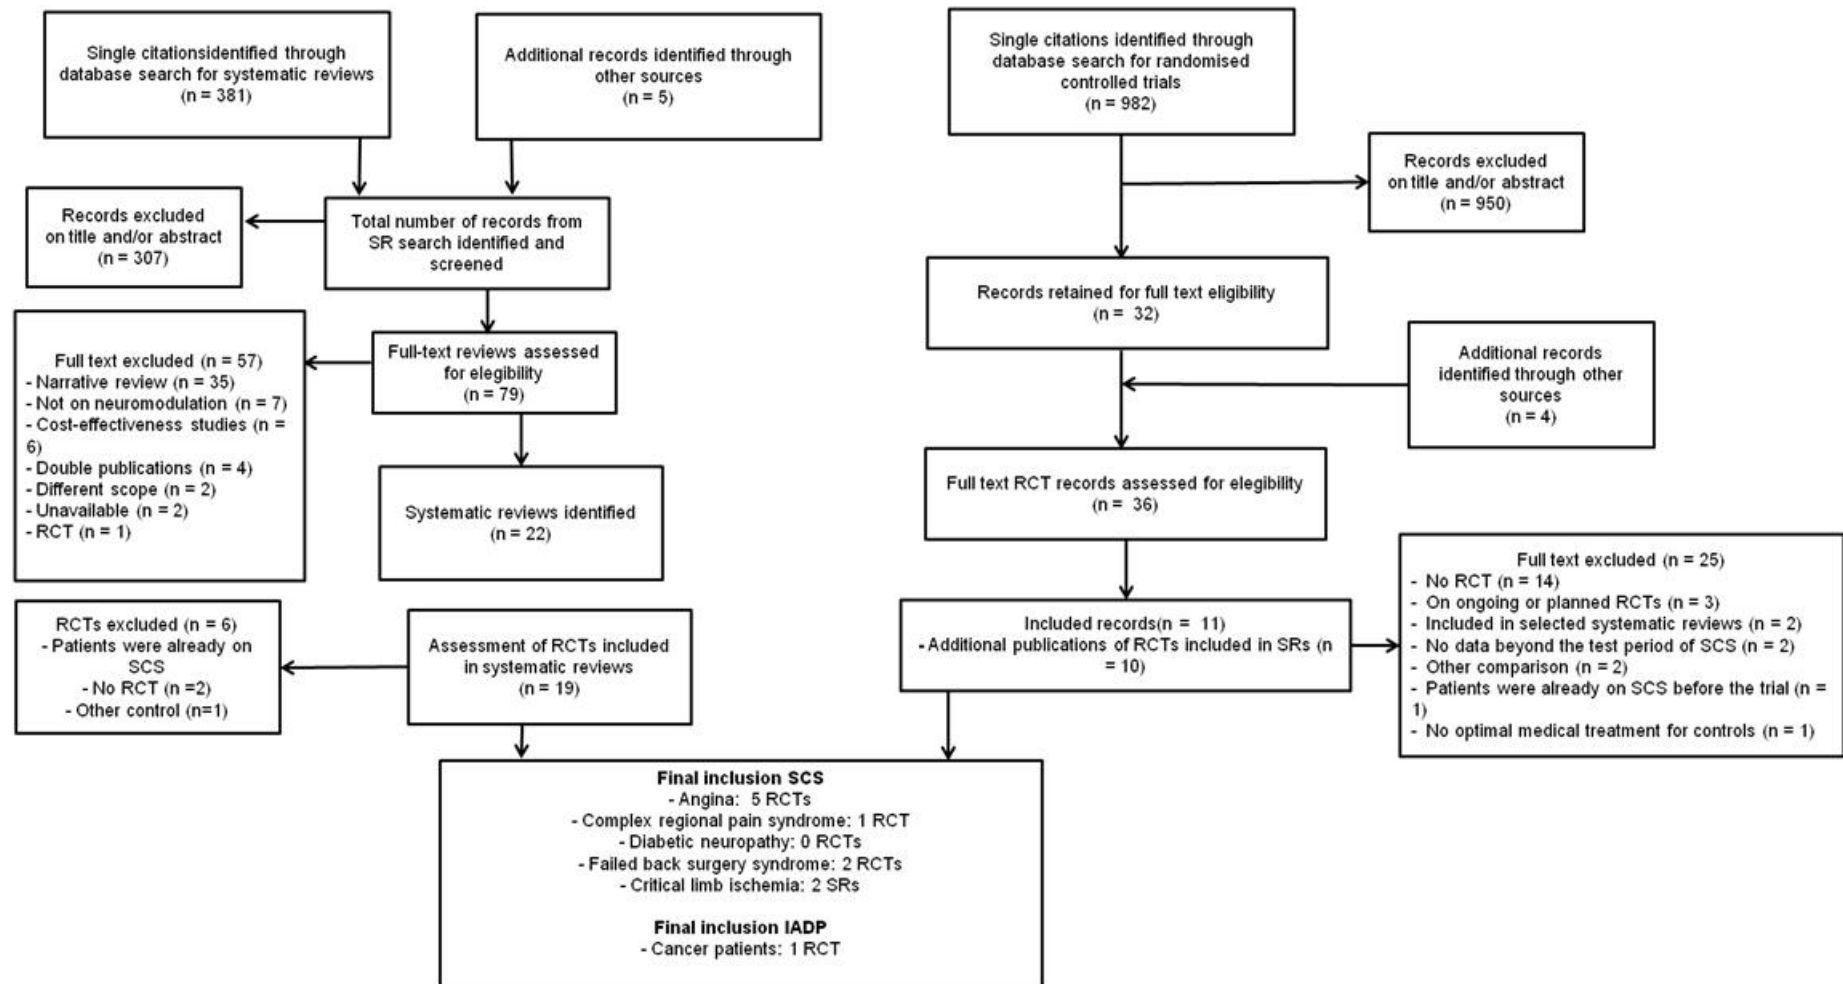 Single citationsidentified through
database search for systematic reviews
(n = 381)
Additional records identified through
other sources
(n = 5)
Records excluded
on title and/or abstract
(n = 307)
Total number of records from
SR search identified and
screened
Full text excluded (n = 57)
- Narrative review (n = 35)
- Not on neuromodulation (n = 7)
- Cost-effectiveness studies (n =
6)
- Double publications (n = 4)
- Different scope (n = 2)
- Unavailable (n = 2)
- RCT (n = 1)
Full-text reviews assessed
for elegibility
(n = 79)
Systematic reviews identified
(n = 22)
RCTs excluded (n = 6)
- Patients were already on
SCS
- No RCT (n =2)
- Other control (n=1)
Assessment of RCTs included
in systematic reviews
(n = 19)
Single citations identified through
database search for randomised
controlled trials
(n = 982)
Records excluded
on title and/or abstract
(n = 950)
Records retained for full text eligibility
(n = 32)
Additional records
identified through other
sources
(n = 4)
Full text RCT records assessed for elegibility
(n = 36)
Included records(n = 11)
- Additional publications of RCTs included in SRs (n
= 10)
Full text excluded (n = 25)
- No RCT (n = 14)
- On ongoing or planned RCTs (n = 3)
- Included in selected systematic reviews (n = 2)
- No data beyond the test period of SCS (n = 2)
- Other comparison (n = 2)
- Patients were already on SCS before the trial (n =
1)
- No optimal medical treatment for controls (n = 1)
Final inclusion SCS
- Angina: 5 RCTs
- Complex regional pain syndrome: 1 RCT
- Diabetic neuropathy: 0 RCTs
- Failed back surgery syndrome: 2 RCTs
- Critical limb ischemia: 2 SRs
Final inclusion IADP
- Cancer patients: 1 RCT